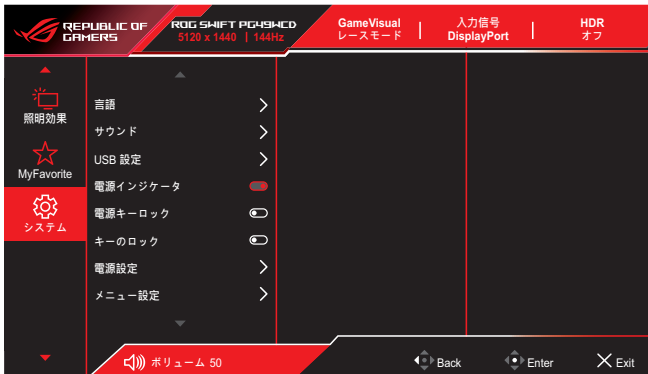 REPUBLIC OF
GAMERS
ROG SWIFT PG49WCD
5120 x 1440 | 144Hz
GameVisual
レースモード
入力信号
DisplayPort
HDR
オフ
照明効果
MyFavorite
システム
言語
サウンド
USB 設定
電源インジケータ
電源キーロック
キーのロック
電源設定
メニュー設定
ボリューム 50
Back
Enter
Exit